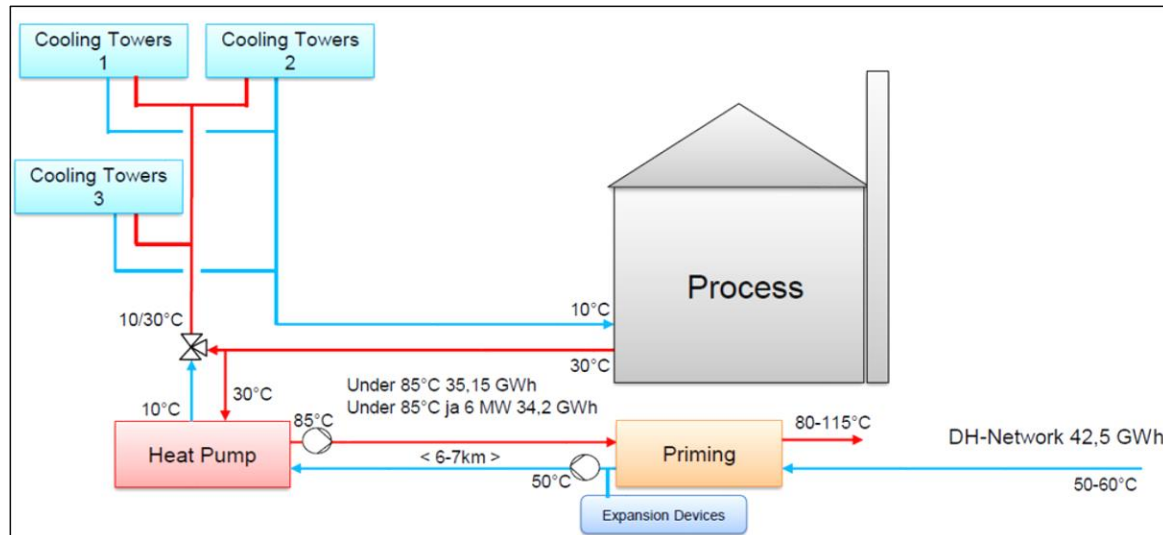 Cooling Towers
1
Cooling Towers
2
Cooling Towers
3
Process
10°C
30°C
10/30°C
10°C
30°C
Under 85°C 35,15 GWh
Under 85°C ja 6 MW 34,2 GWh
85°C
Heat Pump
< 6-7km >
50°C
Priming
80-115°C
DH-Network 42,5 GWh
50-60°C
Expansion Devices